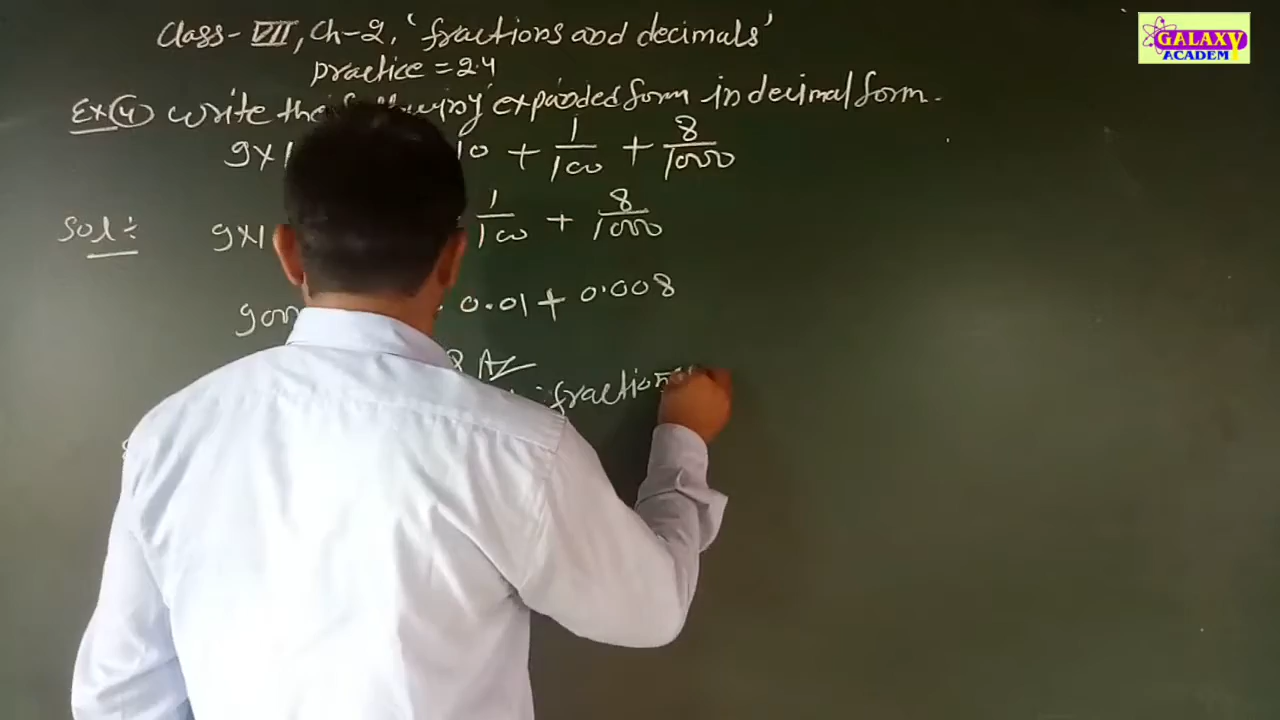 Class-VII, Ch-2, 'fractions and decimals'
practice = 2.4
Ex(4) Write the expanded form in decimal form.
9×1 10 + 1/100 + 8/1000
Sol÷ 9×1 1/100 + 8/1000
0.01 + 0.008
fraction
GALAXY
ACADEM